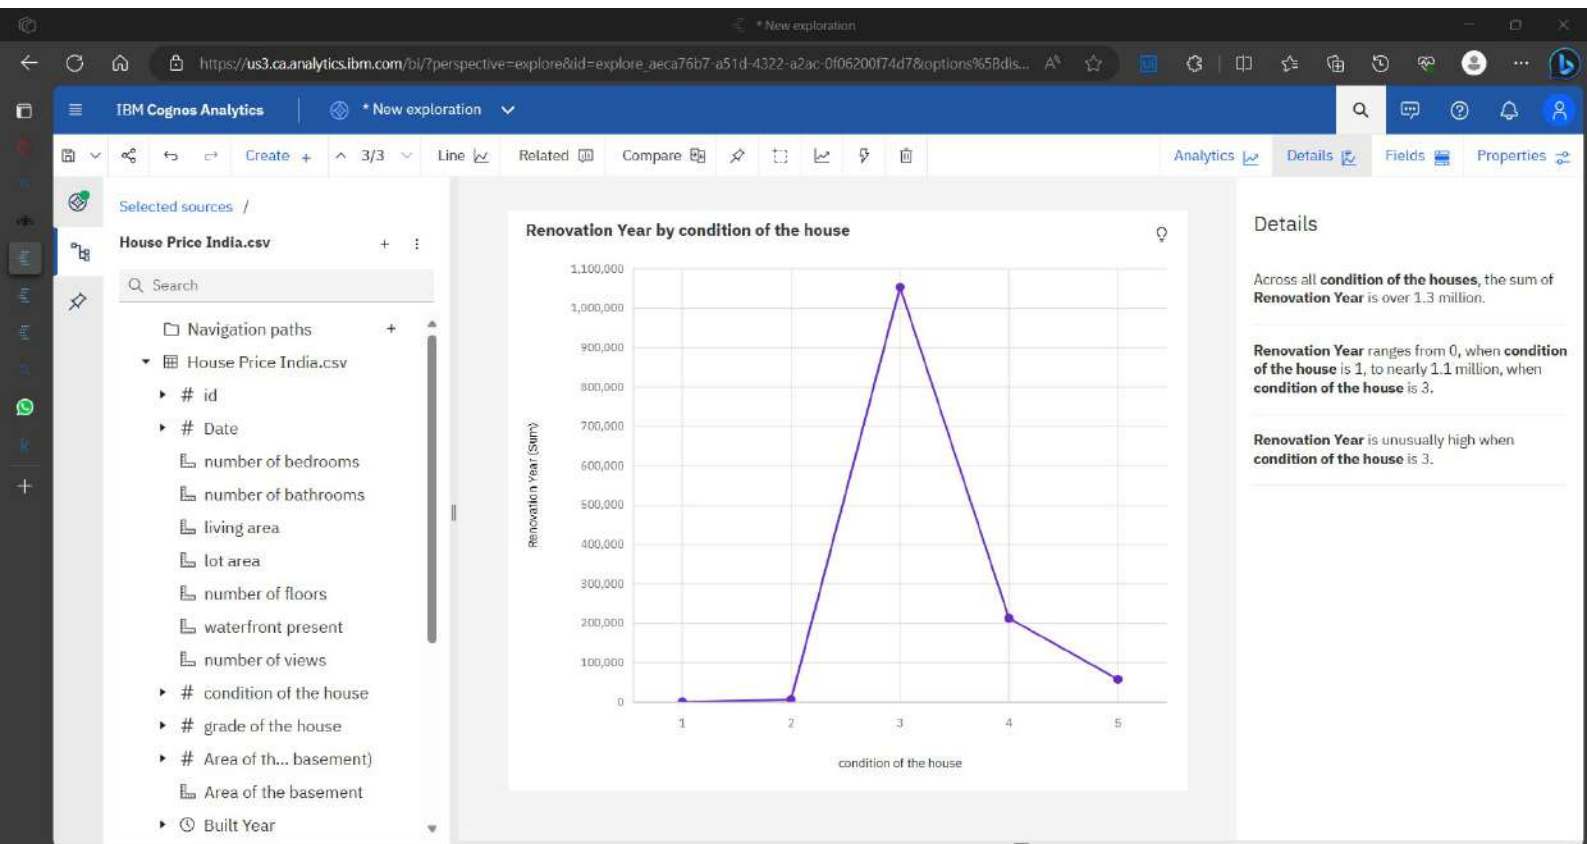 * New exploration
https://us3.ca.analytics.ibm.com/bi/?perspective=explore&id=explore_aeca76b7-a51d-4322-a2ac-0f06200f74d7&options%5Bdis...
IBM Cognos Analytics
* New exploration
Create +
3/3
Line
Related
Compare
Analytics
Details
Fields
Properties
Selected sources /
House Price India.csv
Search
Navigation paths
House Price India.csv
# id
# Date
number of bedrooms
number of bathrooms
living area
lot area
number of floors
waterfront present
number of views
# condition of the house
# grade of the house
# Area of th... basement)
Area of the basement
Built Year
Renovation Year by condition of the house
1,100,000
1,000,000
900,000
800,000
700,000
600,000
500,000
400,000
300,000
200,000
100,000
0
Renovation Year (Sum)
1 2 3 4 5
condition of the house
Details
Across all condition of the houses, the sum of
Renovation Year is over 1.3 million.
Renovation Year ranges from 0, when condition
of the house is 1, to nearly 1.1 million, when
condition of the house is 3.
Renovation Year is unusually high when
condition of the house is 3.